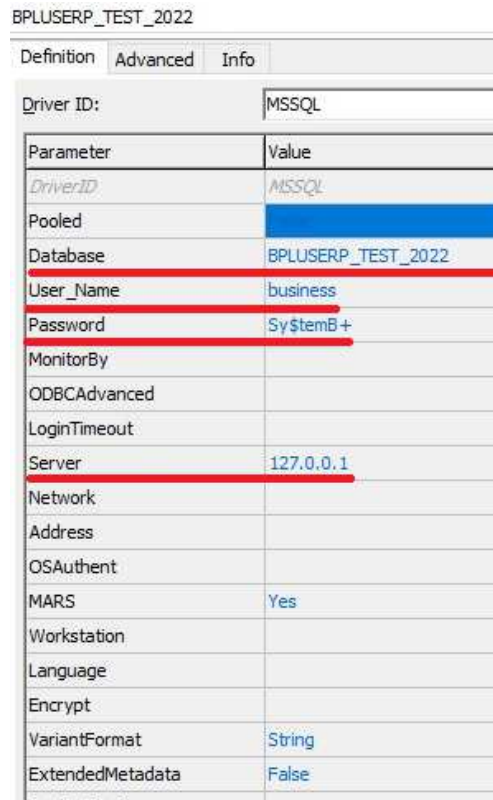 BPLUSERP_TEST_2022
Definition Advanced Info
Driver ID: MSSQL
Parameter Value
DriverID MSSQL
Pooled
Database BPLUSERP_TEST_2022
User_Name business
Password Sy$temB+
MonitorBy
ODBCAdvanced
LoginTimeout
Server 127.0.0.1
Network
Address
OSAuthent
MARS Yes
Workstation
Language
Encrypt
VariantFormat String
ExtendedMetadata False